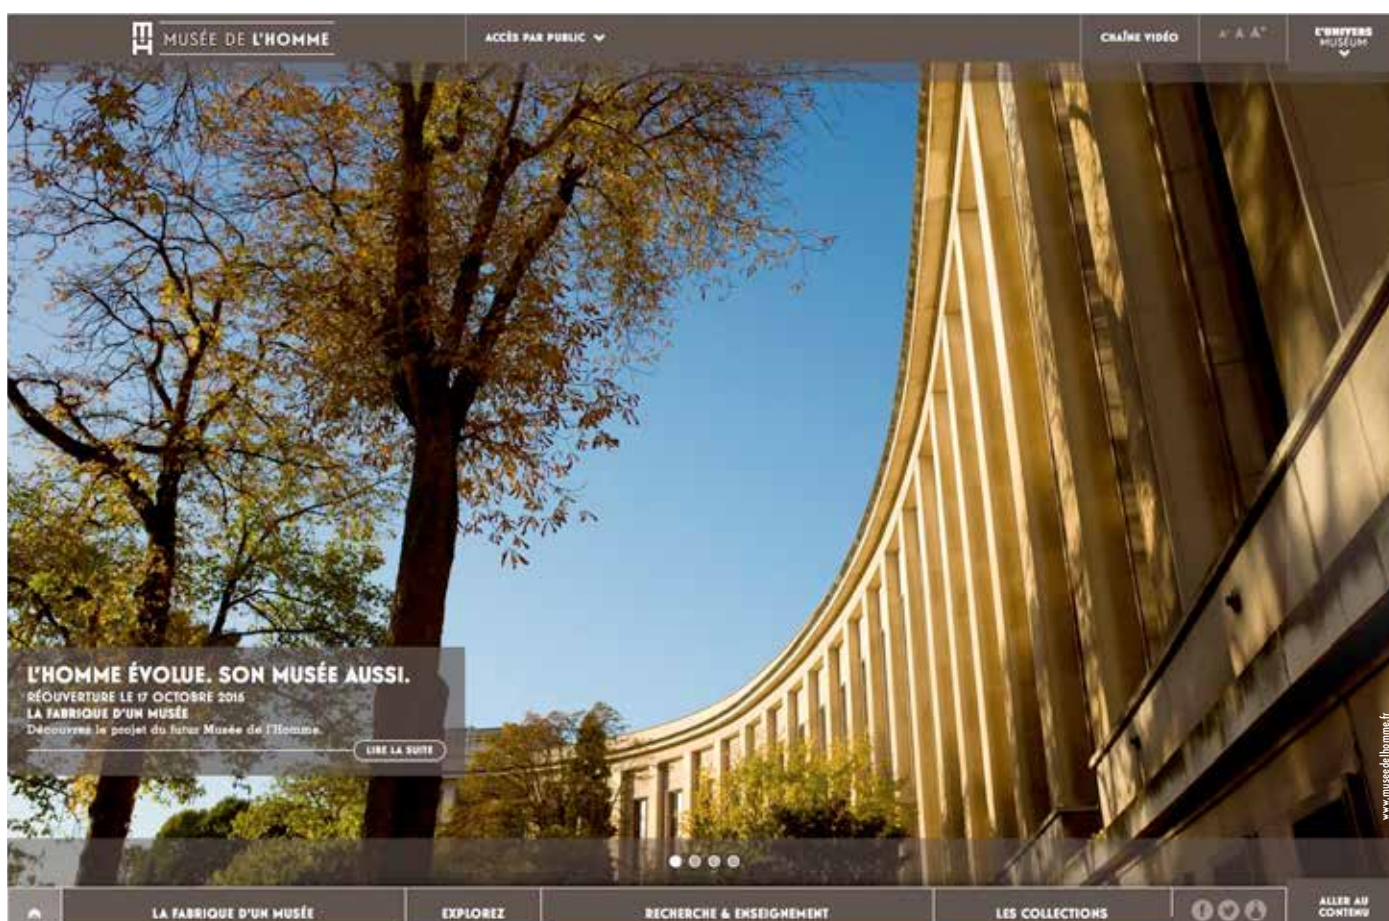 MUSÉE DE L'HOMME
ACCÈS PAR PUBLIC
CHAÎNE VIDÉO
A- A A+
L'UNIVERS
MUSÉUM
L'HOMME ÉVOLUE. SON MUSÉE AUSSI.
RÉOUVERTURE LE 17 OCTOBRE 2015
LA FABRIQUE D'UN MUSÉE
Découvrez le projet du futur Musée de l'Homme.
LIRE LA SUITE
www.museedelhomme.fr
LA FABRIQUE D'UN MUSÉE
EXPLOREZ
RECHERCHE & ENSEIGNEMENT
LES COLLECTIONS
ALLER AU
CONTENU